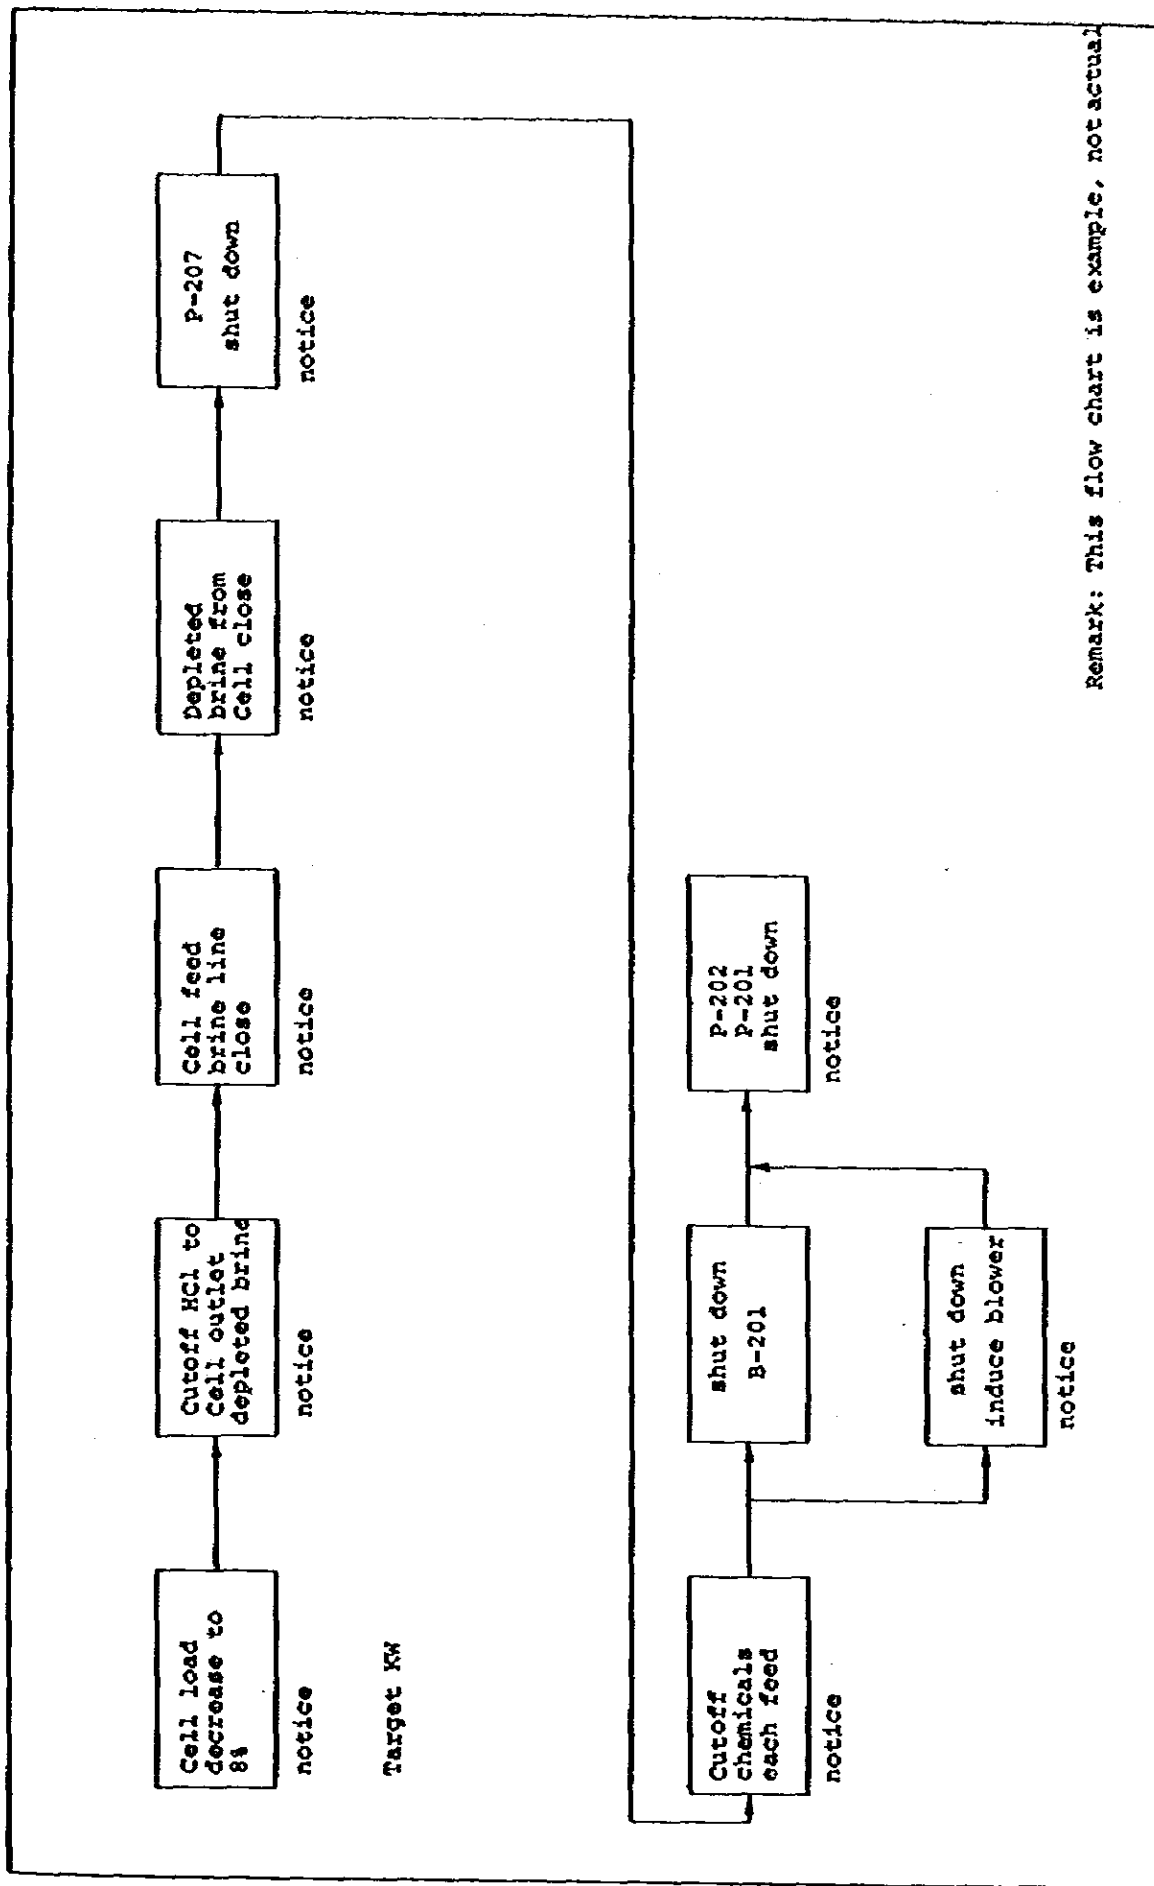 Cell load
decrease to
8%
notice
Target KW
Cutoff HCl to
Cell outlet
depleted brine
notice
Cell feed
brine line
close
notice
Depleted
brine from
Cell close
notice
P-207
shut down
notice
Cutoff
chemicals
each feed
notice
shut down
B-201
shut down
induce blower
notice
P-202
P-201
shut down
notice
Remark: This flow chart is example, not actual